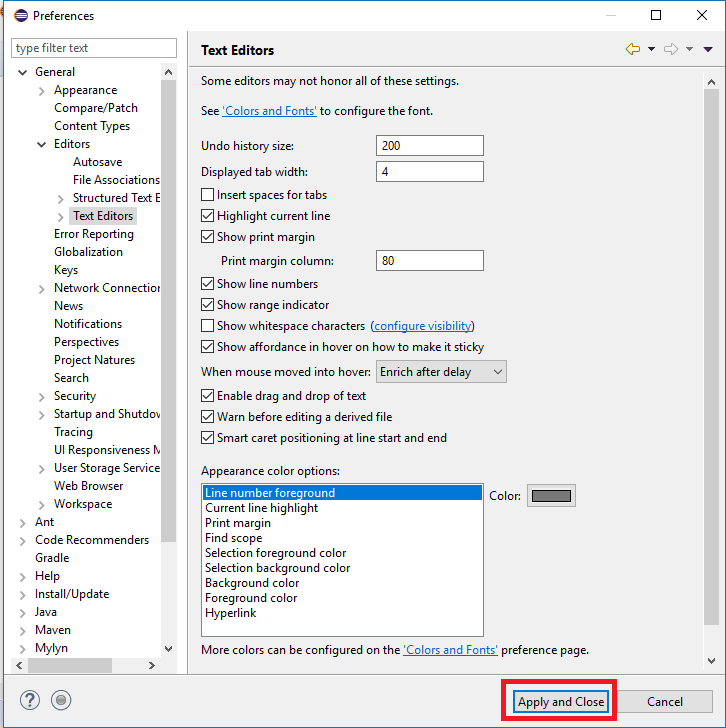 Preferences
type filter text
General
Appearance
Compare/Patch
Content Types
Editors
Autosave
File Associations
Structured Text E
Text Editors
Error Reporting
Globalization
Keys
Network Connection
News
Notifications
Perspectives
Project Natures
Search
Security
Startup and Shutdow
Tracing
UI Responsiveness M
User Storage Service
Web Browser
Workspace
Ant
Code Recommenders
Gradle
Help
Install/Update
Java
Maven
Mylyn
Text Editors
Some editors may not honor all of these settings.
See 'Colors and Fonts' to configure the font.
Undo history size: 200
Displayed tab width: 4
Insert spaces for tabs
Highlight current line
Show print margin
Print margin column: 80
Show line numbers
Show range indicator
Show whitespace characters (configure visibility)
Show affordance in hover on how to make it sticky
When mouse moved into hover: Enrich after delay
Enable drag and drop of text
Warn before editing a derived file
Smart caret positioning at line start and end
Appearance color options:
Line number foreground
Current line highlight
Print margin
Find scope
Selection foreground color
Selection background color
Background color
Foreground color
Hyperlink
Color:
More colors can be configured on the 'Colors and Fonts' preference page.
?
Apply and Close
Cancel